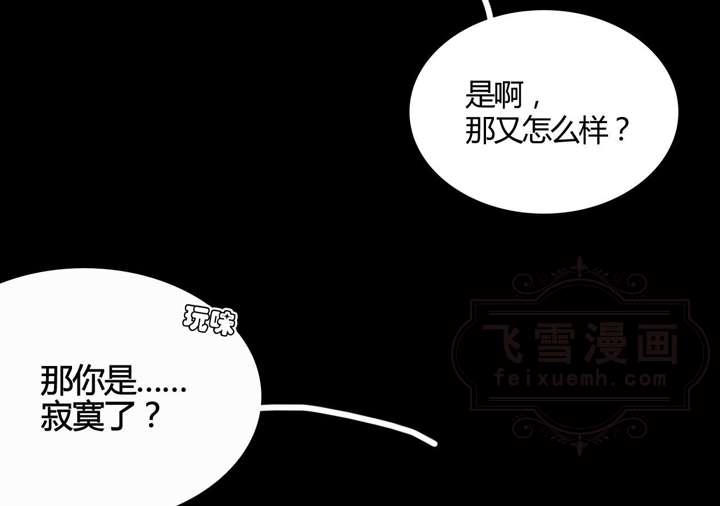 是啊，
那又怎么样？
玩味
那你是……
寂寞了？
飞雪漫画
feixuemh.com